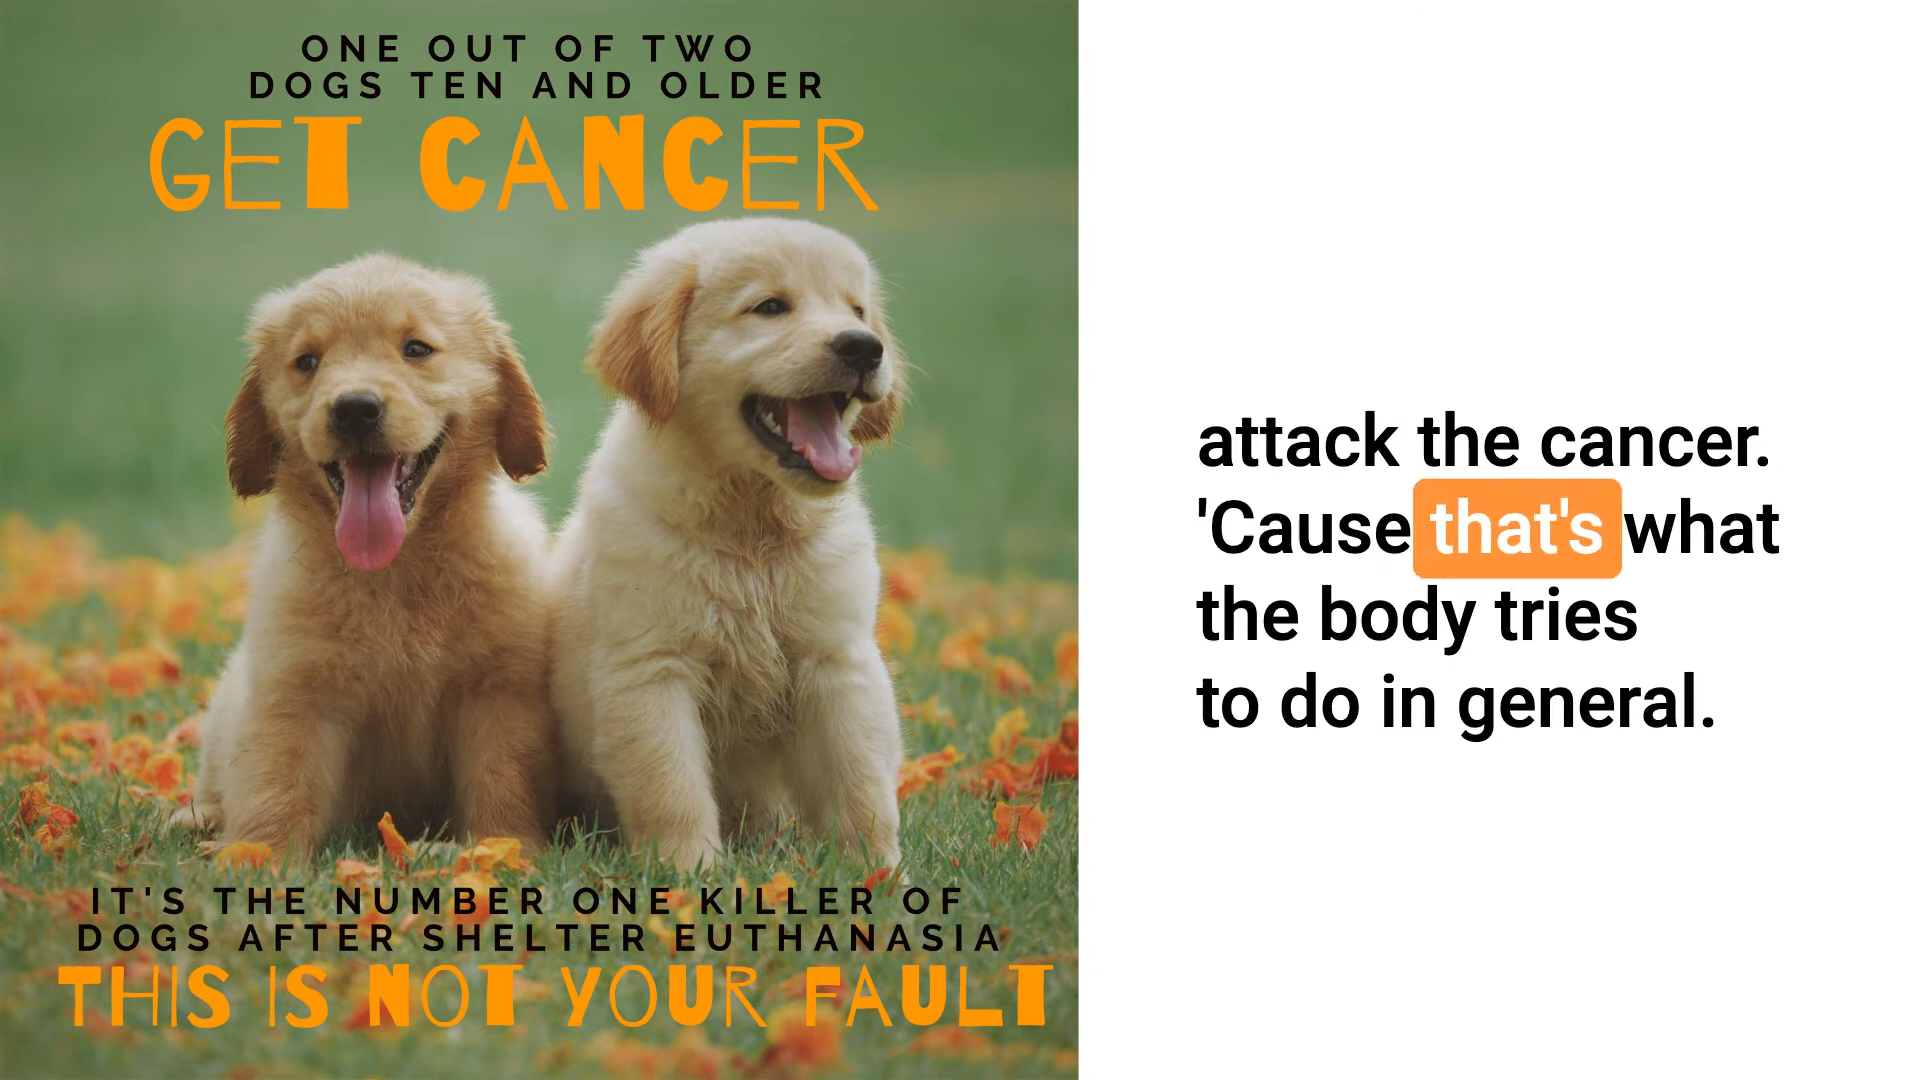 ONE OUT OF TWO
DOGS TEN AND OLDER
GET CANCER
IT'S THE NUMBER ONE KILLER OF
DOGS AFTER SHELTER EUTHANASIA
THIS IS NOT YOUR FAULT
attack the cancer.
'Cause that's what
the body tries
to do in general.